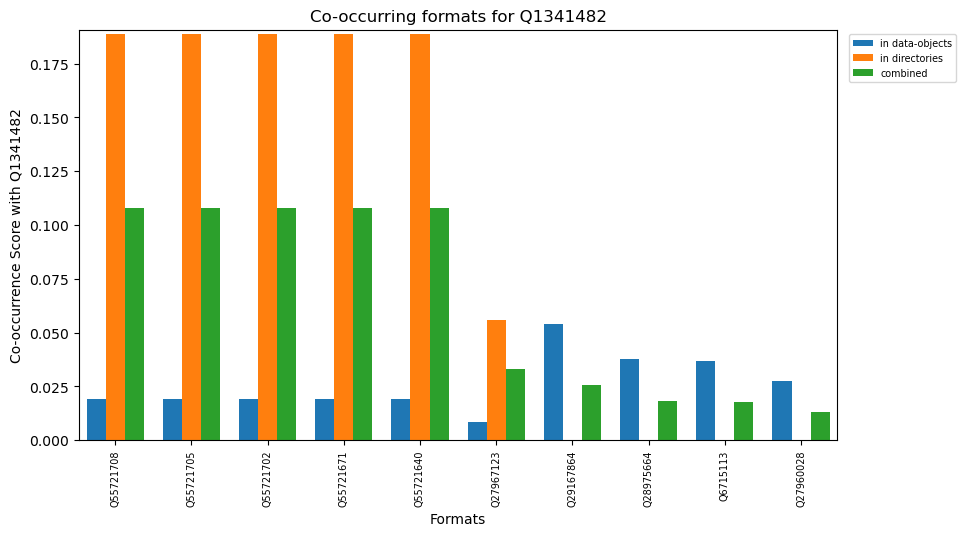 Co-occurring formats for Q1341482
in data-objects
in directories
combined
Co-occurrence Score with Q1341482
0.175
0.150
0.125
0.100
0.075
0.050
0.025
0.000
Q55721708
Q55721705
Q55721702
Q55721671
Q55721640
Q27967123
Q29167864
Q28975664
Q6715113
Q27960028
Formats